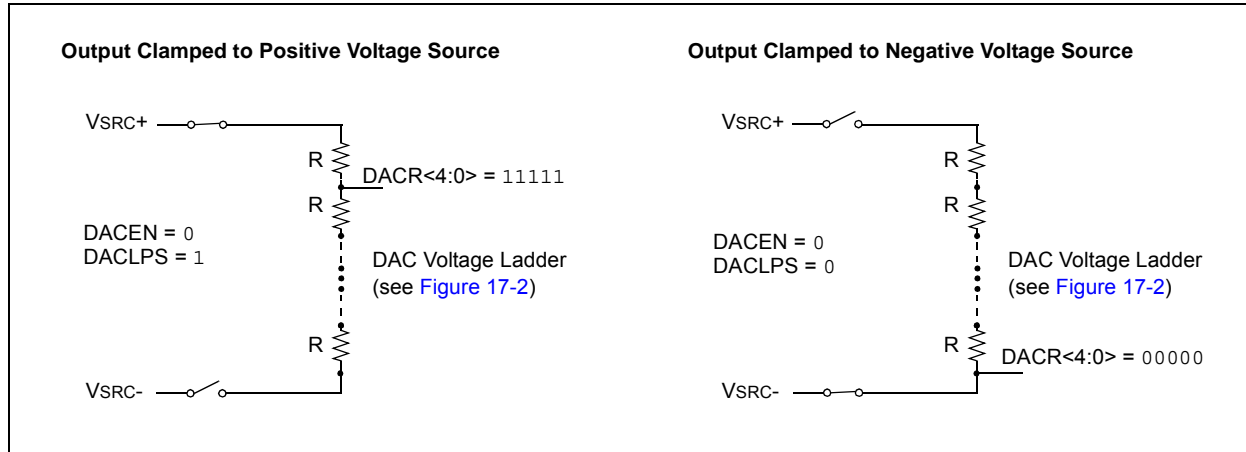 Output Clamped to Positive Voltage Source
VSRC+
R
DACR<4:0> = 11111
R
DACEN = 0
DACLPS = 1
DAC Voltage Ladder
(see Figure 17-2)
R
VSRC-
Output Clamped to Negative Voltage Source
VSRC+
R
R
DACEN = 0
DACLPS = 0
DAC Voltage Ladder
(see Figure 17-2)
R
DACR<4:0> = 00000
VSRC-